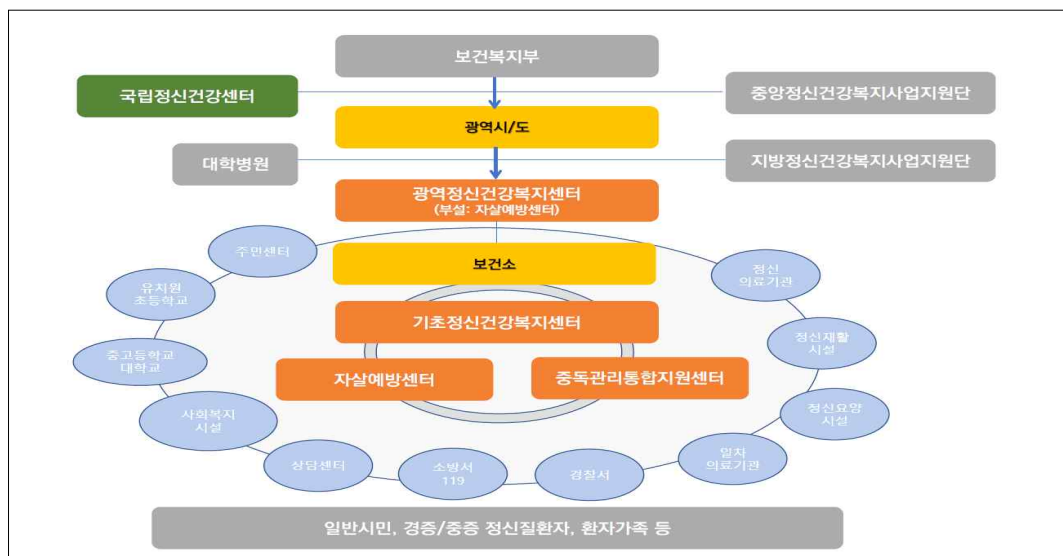 보건복지부
국립정신건강센터
중앙정신건강복지사업지원단
광역시/도
대학병원
지방정신건강복지사업지원단
광역정신건강복지센터
(부설: 자살예방센터)
주민센터
보건소
정신
의료기관
유치원
초등학교
기초정신건강복지센터
정신재활
시설
중고등학교
대학교
자살예방센터
중독관리통합지원센터
사회복지
시설
정신요양
시설
상담센터
소방서
119
경찰서
일차
의료기관
일반시민, 경증/중증 정신질환자, 환자가족 등